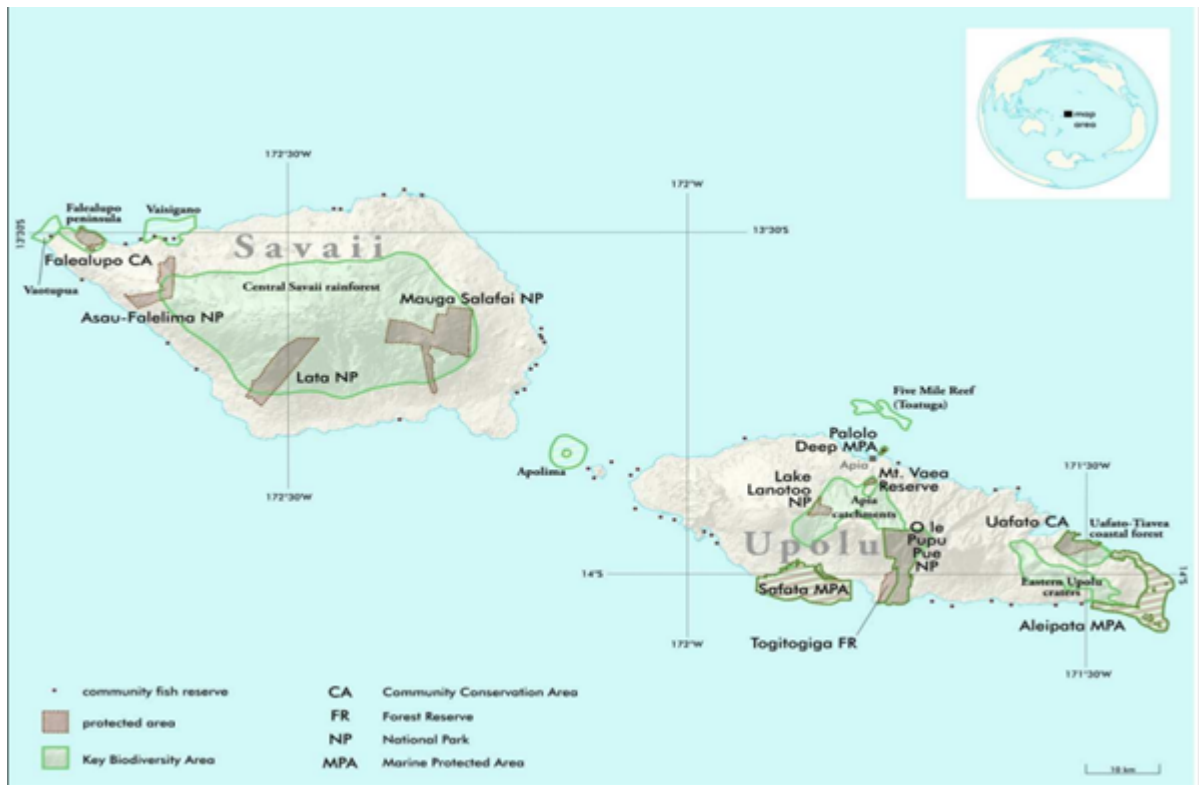 map
area
172°30'W
172°W
13°30'S
13°30'S
Falealupo
peninsula
Vaisigano
Savaii
Falealupo CA
Vaotupua
Central Savaii rainforest
Mauga Salafai NP
Asau-Falelima NP
Lata NP
Five Mile Reef
(Toatuga)
Palolo
Deep MPA
Apia
171°30'W
Apolima
172°30'W
Lake
Lanotoo
NP
Mt. Vaea
Reserve
Apia
catchments
Uafato CA
Uafato-Tiavea
coastal forest
O le
Pupu
Pue
NP
Upolu
14°S
14°S
Safata MPA
Eastern Upolu
craters
Aleipata MPA
Togitogiga FR
172°W
171°30'W
community fish reserve
protected area
Key Biodiversity Area
CA Community Conservation Area
FR Forest Reserve
NP National Park
MPA Marine Protected Area
10 km